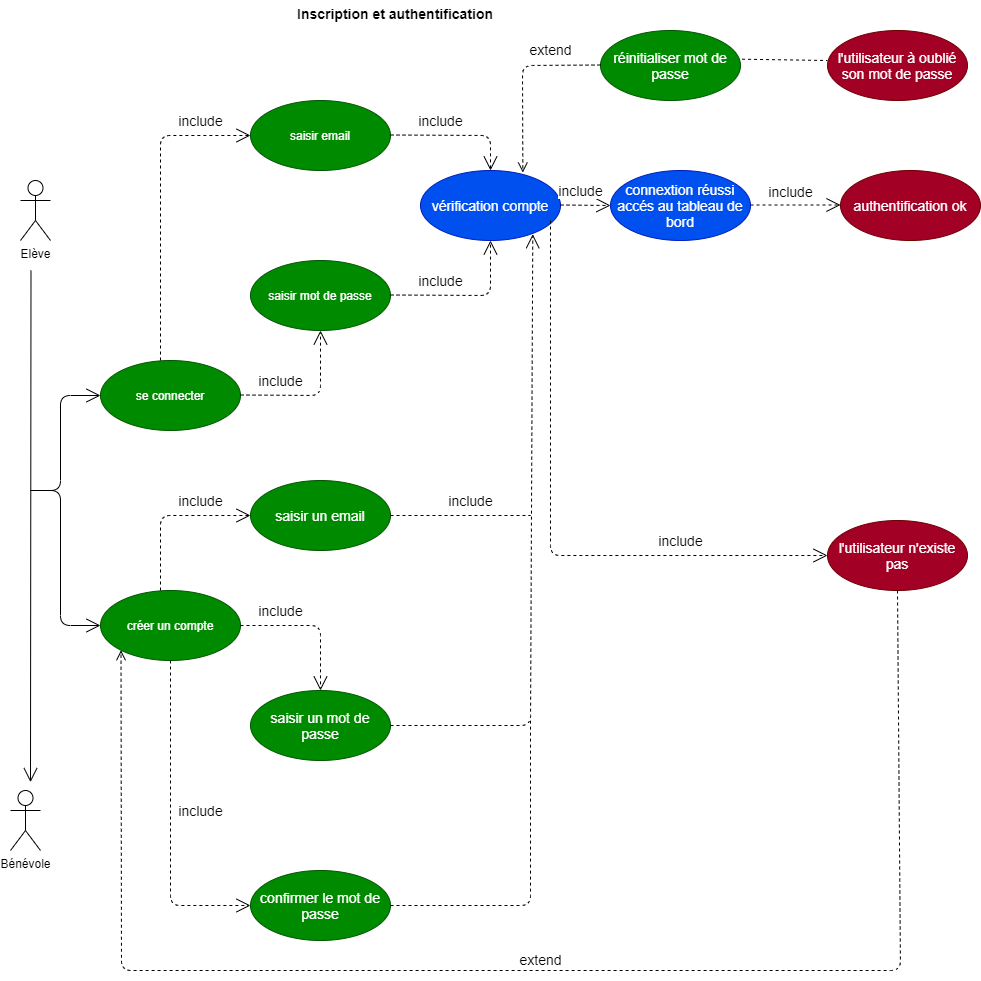 Inscription et authentification
extend
réinitialiser mot de
passe
l'utilisateur à oublié
son mot de passe
include
saisir email
include
Elève
vérification compte
include
connextion réussi
accés au tableau de
bord
include
authentification ok
saisir mot de passe
include
se connecter
include
include
saisir un email
include
include
l'utilisateur n'existe
pas
créer un compte
include
saisir un mot de
passe
include
Bénévole
confirmer le mot de
passe
extend